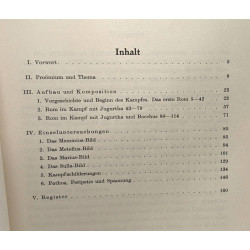 Inhalt
I. Vorwort
II. Proömium und Thema
III. Aufbau und Komposition
1. Vorgeschichte und Beginn des Kampfes. Das erste Rom 5—42
2. Rom im Kampf mit Jugurtha 43—79
3. Rom im Kampf mit Jugurtha und Bocchus 80—114
IV. Einzeluntersuchungen
1. Das Memmius-Bild
2. Das Metellus-Bild
3. Das Marius-Bild
4. Das Sulla-Bild
5. Kampfschilderungen
6. Pathos, Peripetie und Spannung
V. Register